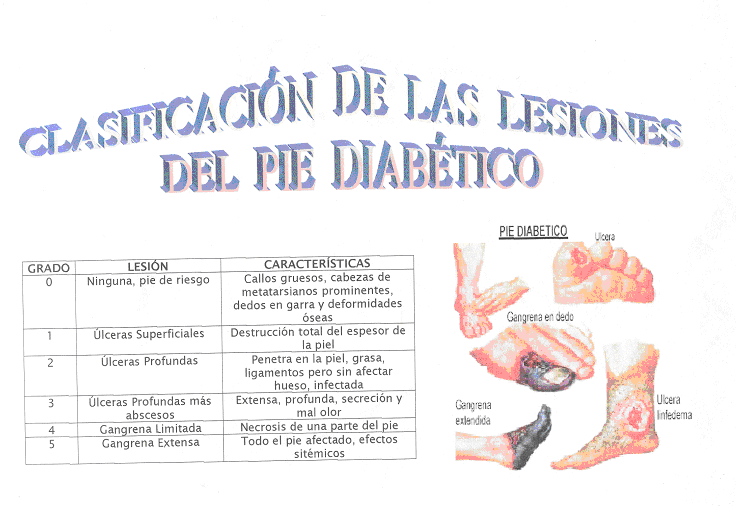 CLASIFICACIÓN DE LAS LESIONES
DEL PIE DIABÉTICO
GRADO LESIÓN CARACTERÍSTICAS
0 Ninguna, pie de riesgo Callos gruesos, cabezas de
metatarsianos prominentes,
dedos en garra y deformidades
óseas
1 Úlceras Superficiales Destrucción total del espesor de
la piel
2 Úlceras Profundas Penetra en la piel, grasa,
ligamentos pero sin afectar
hueso, infectada
3 Úlceras Profundas más Extensa, profunda, secreción y
abscesos mal olor
4 Gangrena Limitada Necrosis de una parte del pie
5 Gangrena Extensa Todo el pie afectado, efectos
sitémicos
PIE DIABETICO
Ulcera
Gangrena en dedo
Gangrena
extendida
Ulcera
linfedema